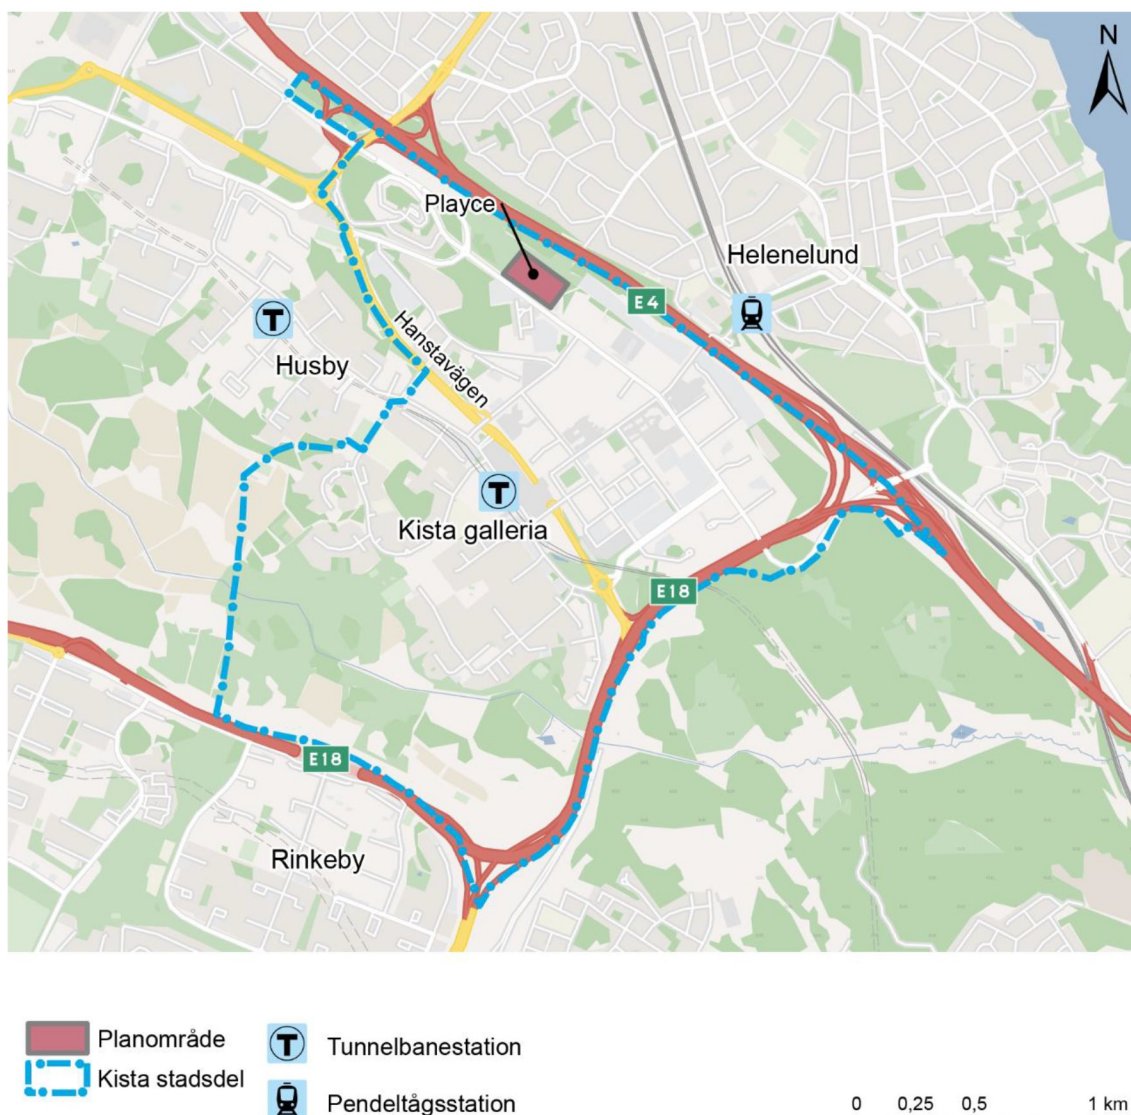 N
Playce
Helenelund
E4
Hanstavägen
T
Husby
T
Kista galleria
E18
E18
Rinkeby
Planområde
T
Tunnelbanestation
Kista stadsdel
Pendeltågsstation
0 0,25 0,5 1 km